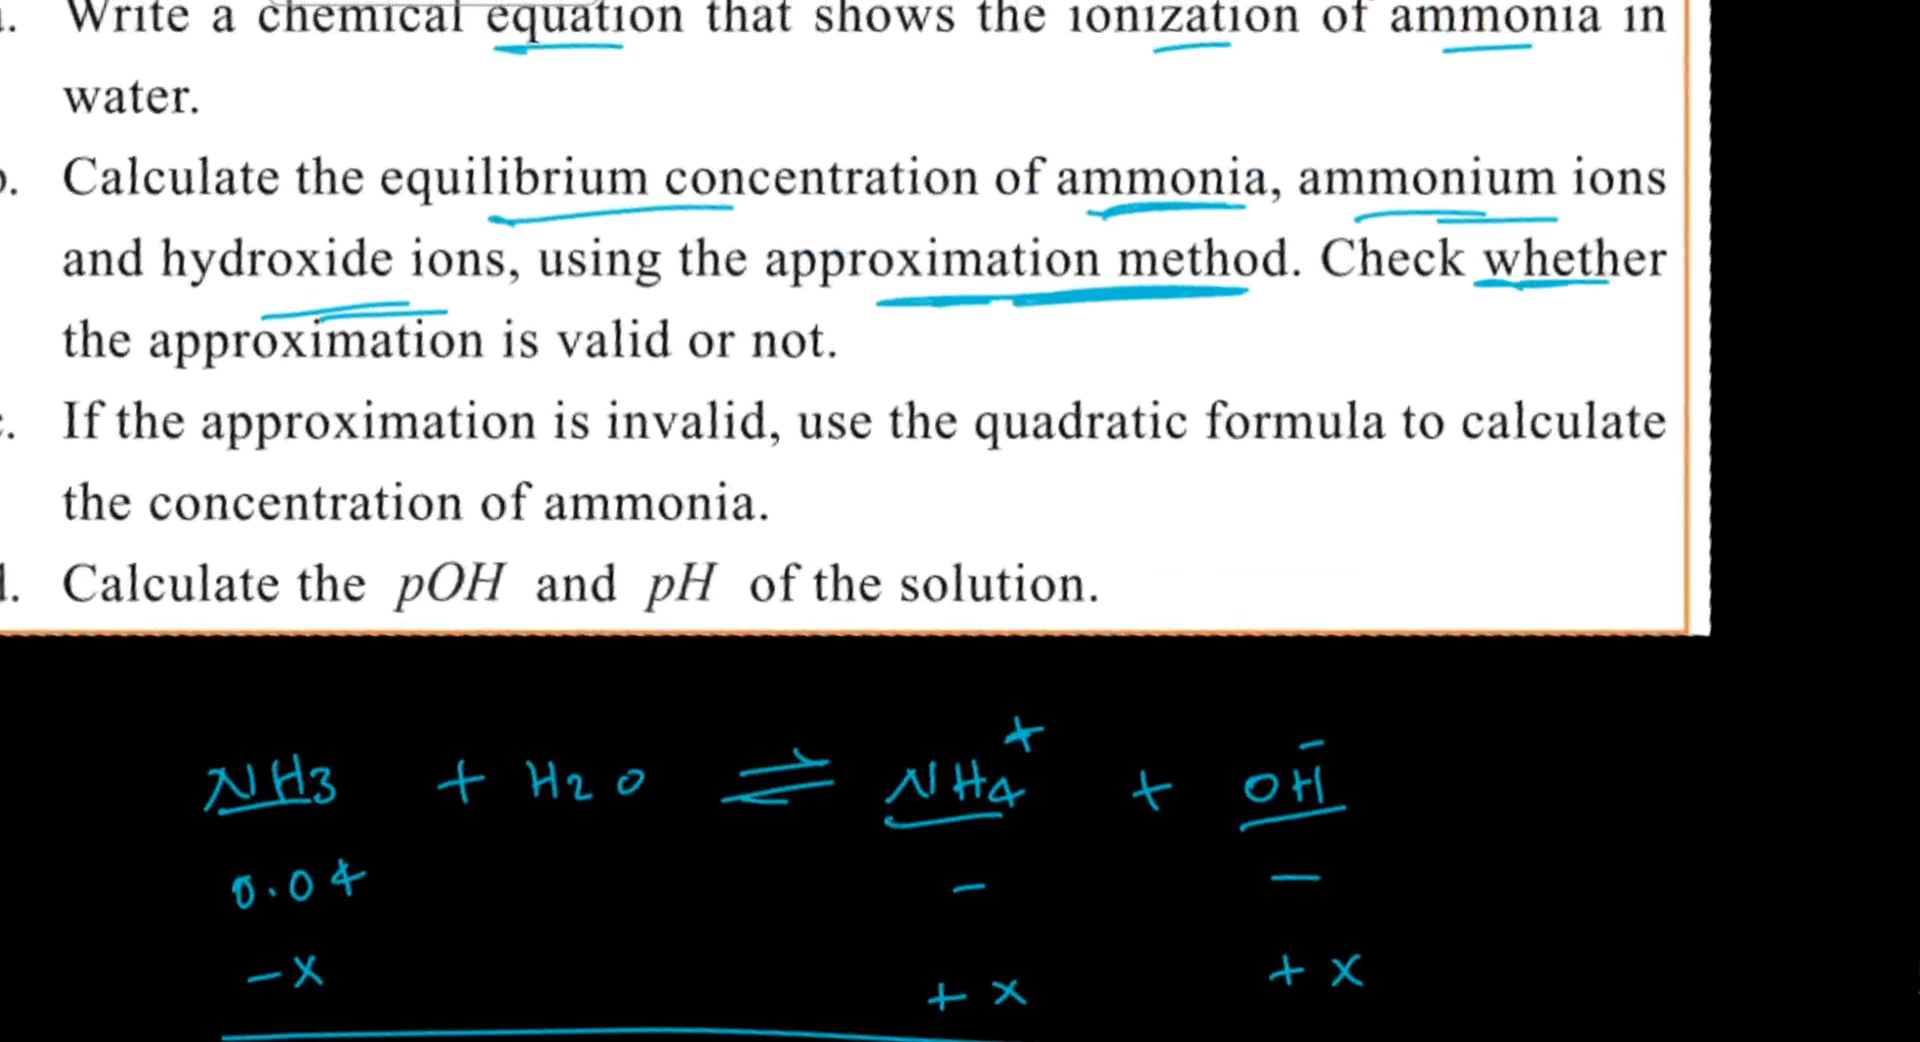 . Write a chemical equation that shows the ionization of ammonia in
water.
. Calculate the equilibrium concentration of ammonia, ammonium ions
and hydroxide ions, using the approximation method. Check whether
the approximation is valid or not.
. If the approximation is invalid, use the quadratic formula to calculate
the concentration of ammonia.
. Calculate the pOH and pH of the solution.
NH3 + H2O ⇌ NH4+ + OH-
0.04 - -
-x +x +x